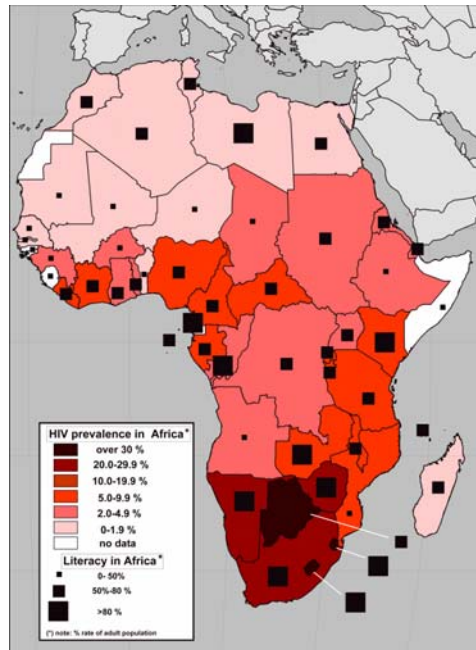 HIV prevalence in Africa*
over 30 %
20.0-29.9 %
10.0-19.9 %
5.0-9.9 %
2.0-4.9 %
0-1.9 %
no data
Literacy in Africa*
0- 50%
50%-80 %
>80 %
(*) note: % rate of adult population